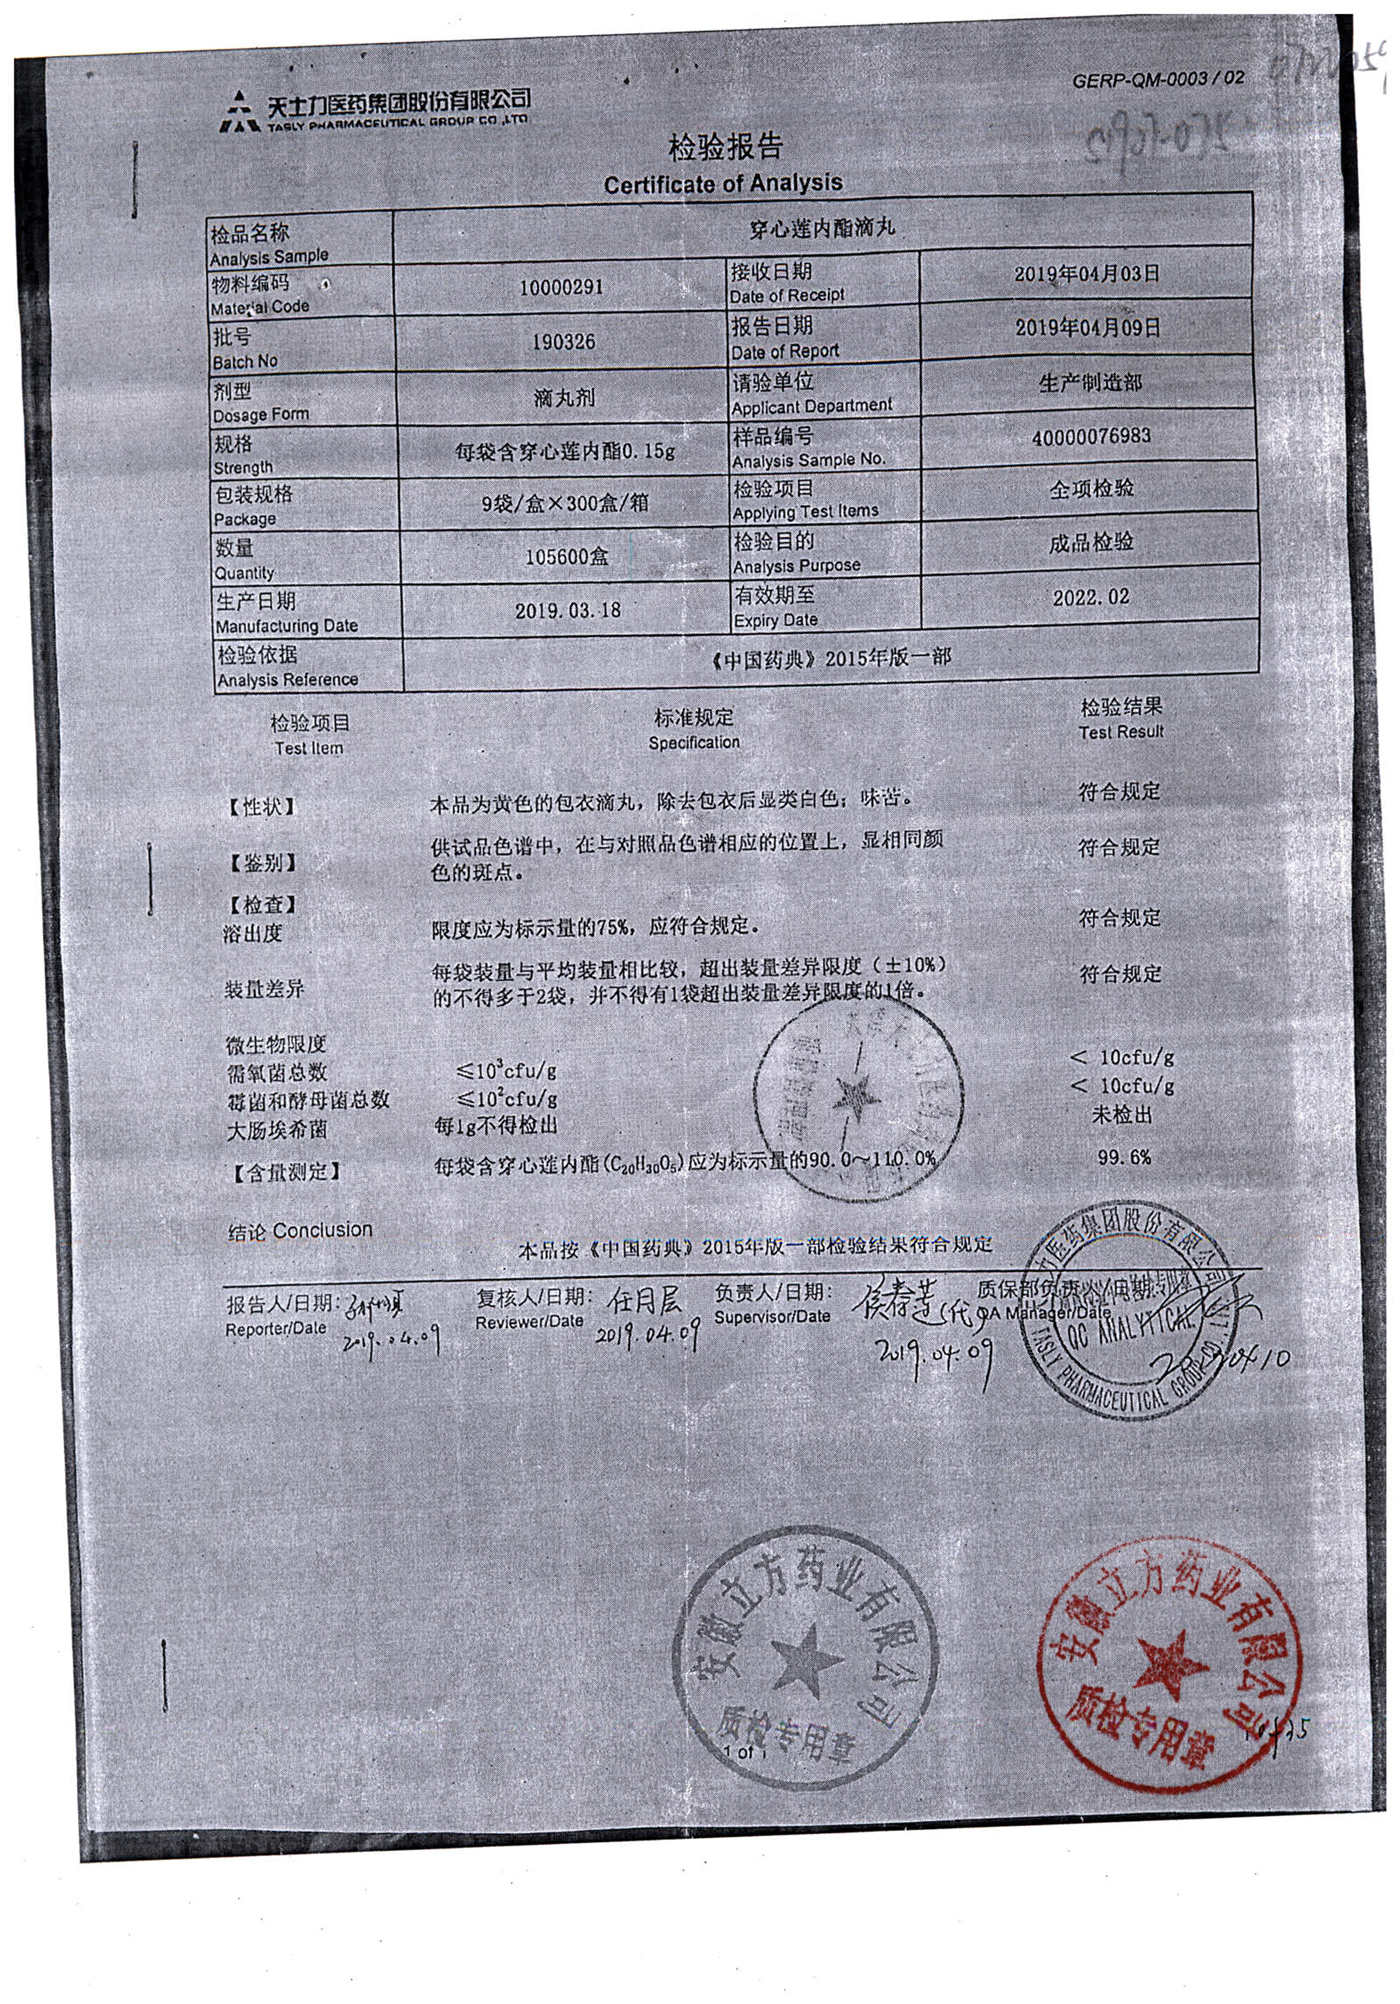 GERP-QM-0003 / 02
天士力医药集团股份有限公司
TASLY PHARMACEUTICAL GROUP CO.,LTD
检验报告
Certificate of Analysis
检品名称 穿心莲内酯滴丸
Analysis Sample
物料编码 10000291 接收日期 2019年04月03日
Material Code Date of Receipt
批号 190326 报告日期 2019年04月09日
Batch No Date of Report
剂型 滴丸剂 请验单位 生产制造部
Dosage Form Applicant Department
规格 每袋含穿心莲内酯0.15g 样品编号 40000076983
Strength Analysis Sample No.
包装规格 9袋/盒×300盒/箱 检验项目 全项检验
Package Applying Test Items
数量 105600盒 检验目的 成品检验
Quantity Analysis Purpose
生产日期 2019.03.18 有效期至 2022.02
Manufacturing Date Expiry Date
检验依据 《中国药典》2015年版一部
Analysis Reference
检验项目 标准规定 检验结果
Test Item Specification Test Result
【性状】 本品为黄色的包衣滴丸，除去包衣后显类白色；味苦。 符合规定
【鉴别】 供试品色谱中，在与对照品色谱相应的位置上，显相同颜 符合规定
色的斑点。
【检查】
溶出度 限度应为标示量的75%，应符合规定。 符合规定
装量差异 每袋装量与平均装量相比较，超出装量差异限度（±10%） 符合规定
的不得多于2袋，并不得有1袋超出装量差异限度的1倍。
微生物限度
需氧菌总数 ≤10³cfu/g < 10cfu/g
霉菌和酵母菌总数 ≤10²cfu/g < 10cfu/g
大肠埃希菌 每1g不得检出 未检出
【含量测定】 每袋含穿心莲内酯(C₂₀H₃₀O₅)应为标示量的90.0～110.0% 99.6%
结论 Conclusion
本品按《中国药典》2015年版一部检验结果符合规定
报告人/日期: 复核人/日期: 任月层 负责人/日期: 质保部负责人/日期:
Reporter/Date Reviewer/Date Supervisor/Date QA Manager/Date
2019.04.09 2019.04.09 2019.04.09
力医药集团股份有限公司
QC ANALYTICAL
TASLY PHARMACEUTICAL GROUP CO., LTD
安徽立方药业有限公司
质检专用章
安徽立方药业有限公司
质检专用章
1 of 1